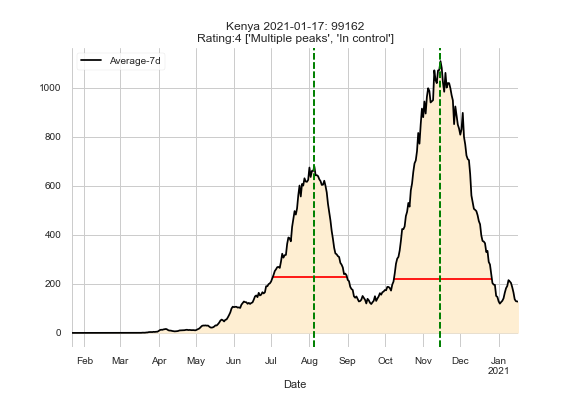 Kenya 2021-01-17: 99162
Rating:4 ['Multiple peaks', 'In control']
Average-7d
1000
800
600
400
200
0
Feb Mar Apr May Jun Jul Aug Sep Oct Nov Dec Jan
2021
Date